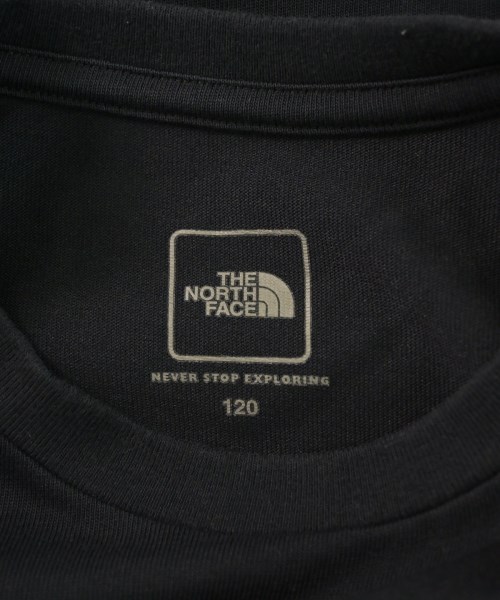 THE
NORTH
FACE
NEVER STOP EXPLORING
120